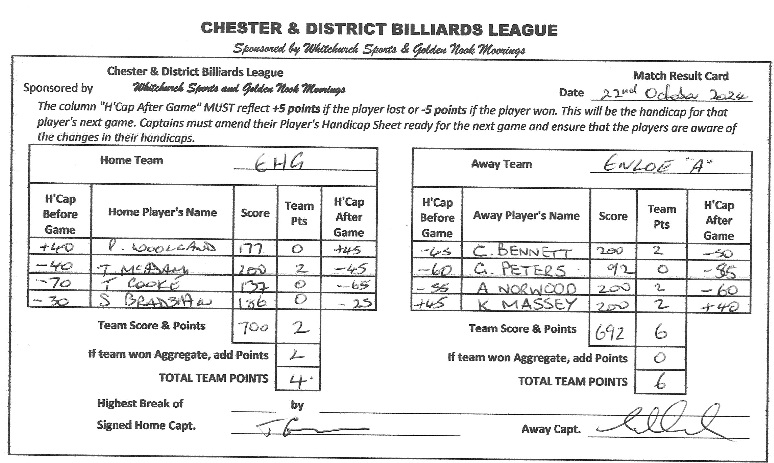 CHESTER & DISTRICT BILLIARDS LEAGUE
Sponsored by Whitchurch Sports & Golden Nook Moorings
Chester & District Billiards League Match Result Card
Sponsored by Whitchurch Sports and Golden Nook Moorings Date 22nd October 2024
The column "H'Cap After Game" MUST reflect +5 points if the player lost or -5 points if the player won. This will be the handicap for that
player's next game. Captains must amend their Player's Handicap Sheet ready for the next game and ensure that the players are aware of
the changes in their handicaps.
Home Team EHG
H'Cap Before Game Home Player's Name Score Team Pts H'Cap After Game
+40 P. WOOLLAND 177 0 +45
-40 T MCADAM 200 2 -45
-70 T COOKE 137 0 -65
-30 S BRADSHAW 186 0 -25
Team Score & Points 700 2
If team won Aggregate, add Points 2
TOTAL TEAM POINTS 4
Away Team ENLOE "A"
H'Cap Before Game Away Player's Name Score Team Pts H'Cap After Game
-45 C. BENNETT 200 2 -50
-60 G. PETERS 92 0 -55
-55 A NORWOOD 200 2 -60
+45 K MASSEY 200 2 +40
Team Score & Points 692 6
If team won Aggregate, add Points 0
TOTAL TEAM POINTS 6
Highest Break of by
Signed Home Capt. Away Capt.